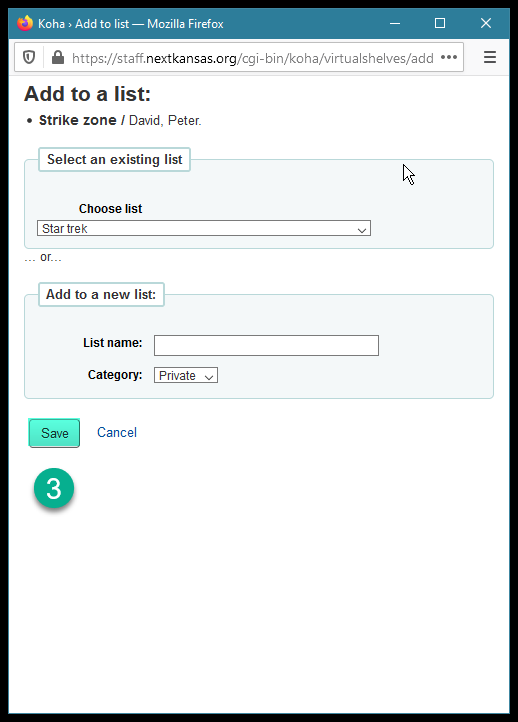 Koha › Add to list — Mozilla Firefox
https://staff.nextkansas.org/cgi-bin/koha/virtualshelves/add
Add to a list:
• Strike zone / David, Peter.
Select an existing list
Choose list
Star trek
... or...
Add to a new list:
List name:
Category: Private
Save Cancel
3